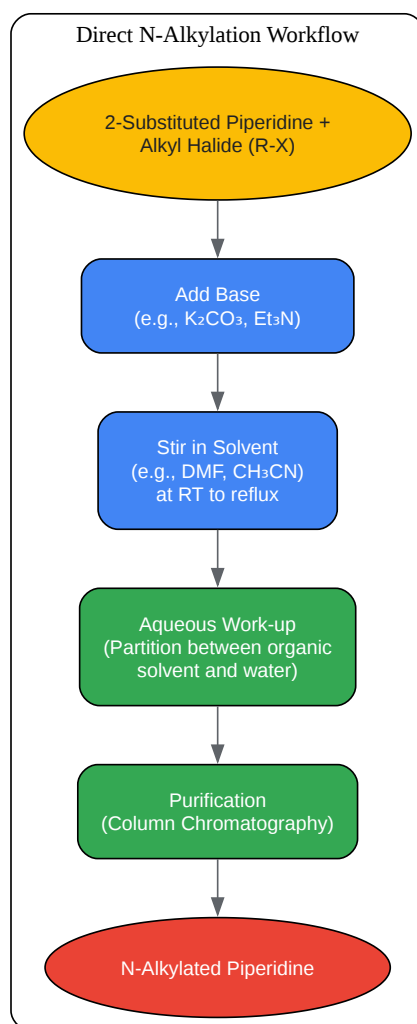 Direct N-Alkylation Workflow
2-Substituted Piperidine +
Alkyl Halide (R-X)
Add Base
(e.g., K₂CO₃, Et₃N)
Stir in Solvent
(e.g., DMF, CH₃CN)
at RT to reflux
Aqueous Work-up
(Partition between organic
solvent and water)
Purification
(Column Chromatography)
N-Alkylated Piperidine